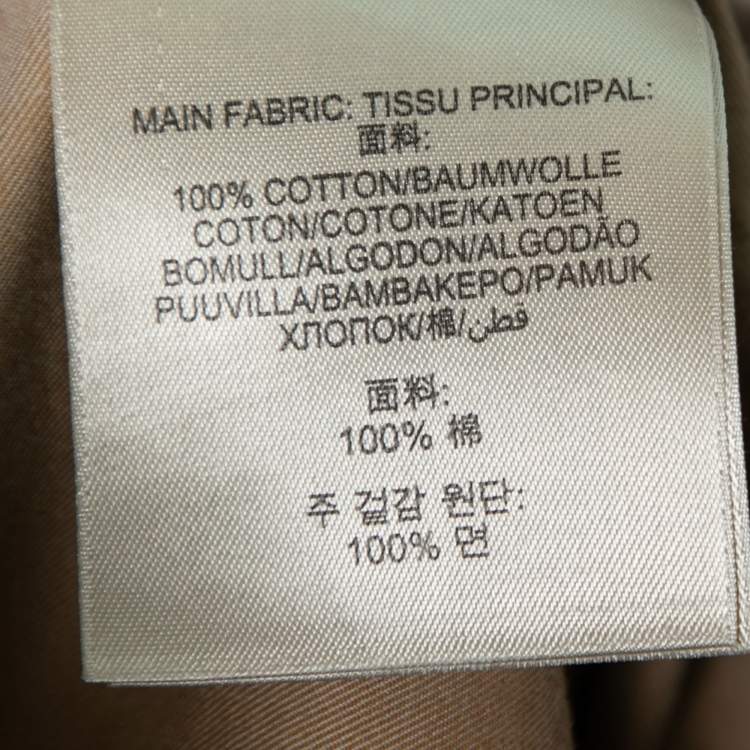 MAIN FABRIC: TISSU PRINCIPAL:
面料:
100% COTTON/BAUMWOLLE
COTON/COTONE/KATOEN
BOMULL/ALGODON/ALGODÃO
PUUVILLA/BAMBAKEPO/PAMUK
ХЛОПОК/棉/قطن
面料:
100% 棉
주 겉감 원단:
100% 면